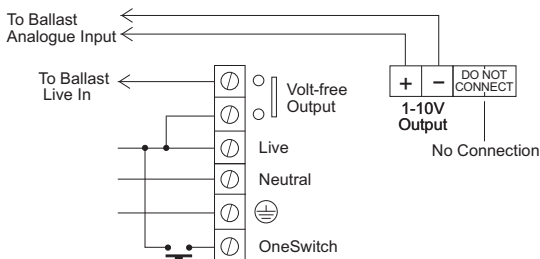 To Ballast
Analogue Input
To Ballast
Live In
Volt-free
Output
Live
Neutral
OneSwitch
+
−
DO NOT
CONNECT
1-10V
Output
No Connection